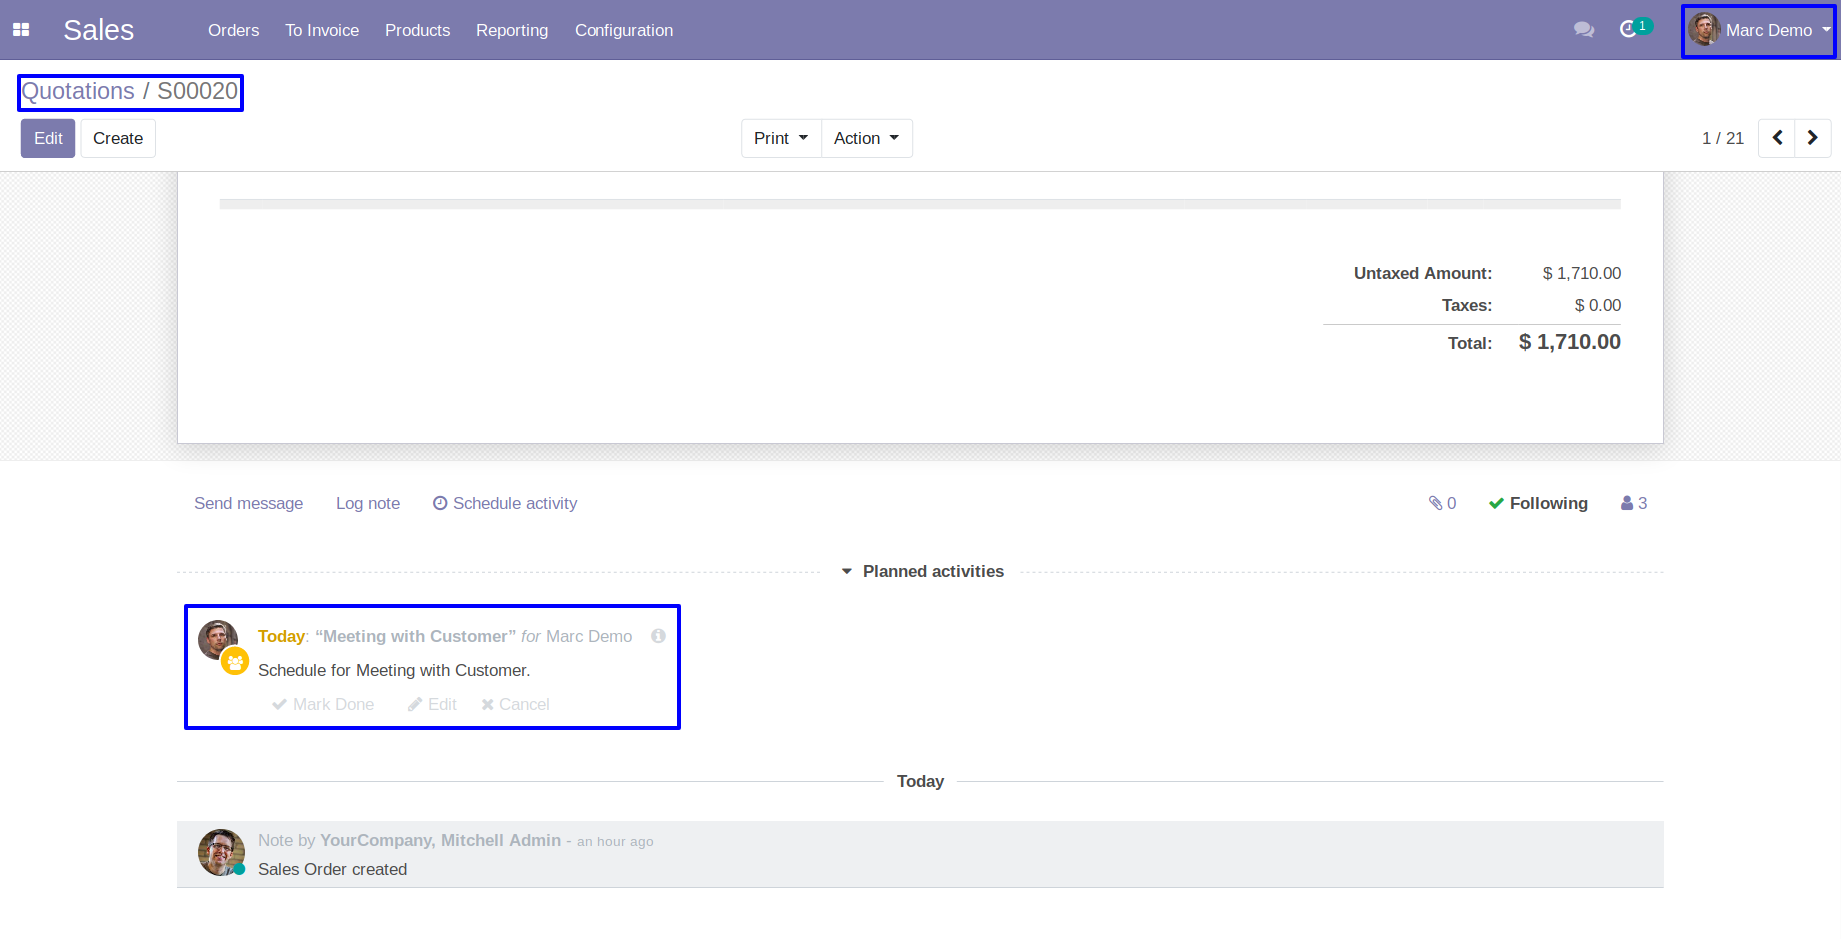 Sales Orders To Invoice Products Reporting Configuration 1 Marc Demo
Quotations / S00020
Edit Create Print Action 1 / 21
Untaxed Amount: $ 1,710.00
Taxes: $ 0.00
Total: $ 1,710.00
Send message Log note Schedule activity 0 Following 3
Planned activities
Today: “Meeting with Customer” for Marc Demo
Schedule for Meeting with Customer.
Mark Done Edit Cancel
Today
Note by YourCompany, Mitchell Admin - an hour ago
Sales Order created